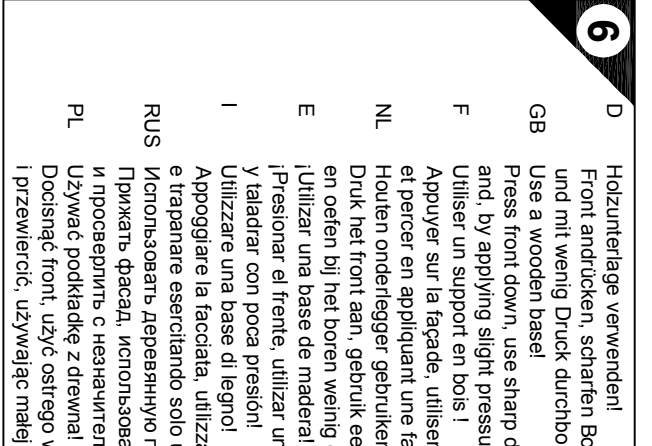 6
D Holzunterlage verwenden!
Front andrücken, scharfen Bo
und mit wenig Druck durchbo
GB Use a wooden base!
Press front down, use sharp d
and, by applying slight pressu
F Utiliser un support en bois !
Appuyer sur la façade, utiliser
et percer en appliquant une fa
NL Houten onderlegger gebruiken
Druk het front aan, gebruik ee
en oefen bij het boren weinig
E ¡Utilizar una base de madera!
¡Presionar el frente, utilizar un
y taladrar con poca presión!
I Utilizzare una base di legno!
Appoggiare la facciata, utilizza
e trapanare esercitando solo u
RUS Использовать деревянную п
Прижать фасад, использова
и просверлить с незначител
PL Używać podkładkę z drewna!
Docisnąć front, użyć ostrego w
i przewiercić, używając małej